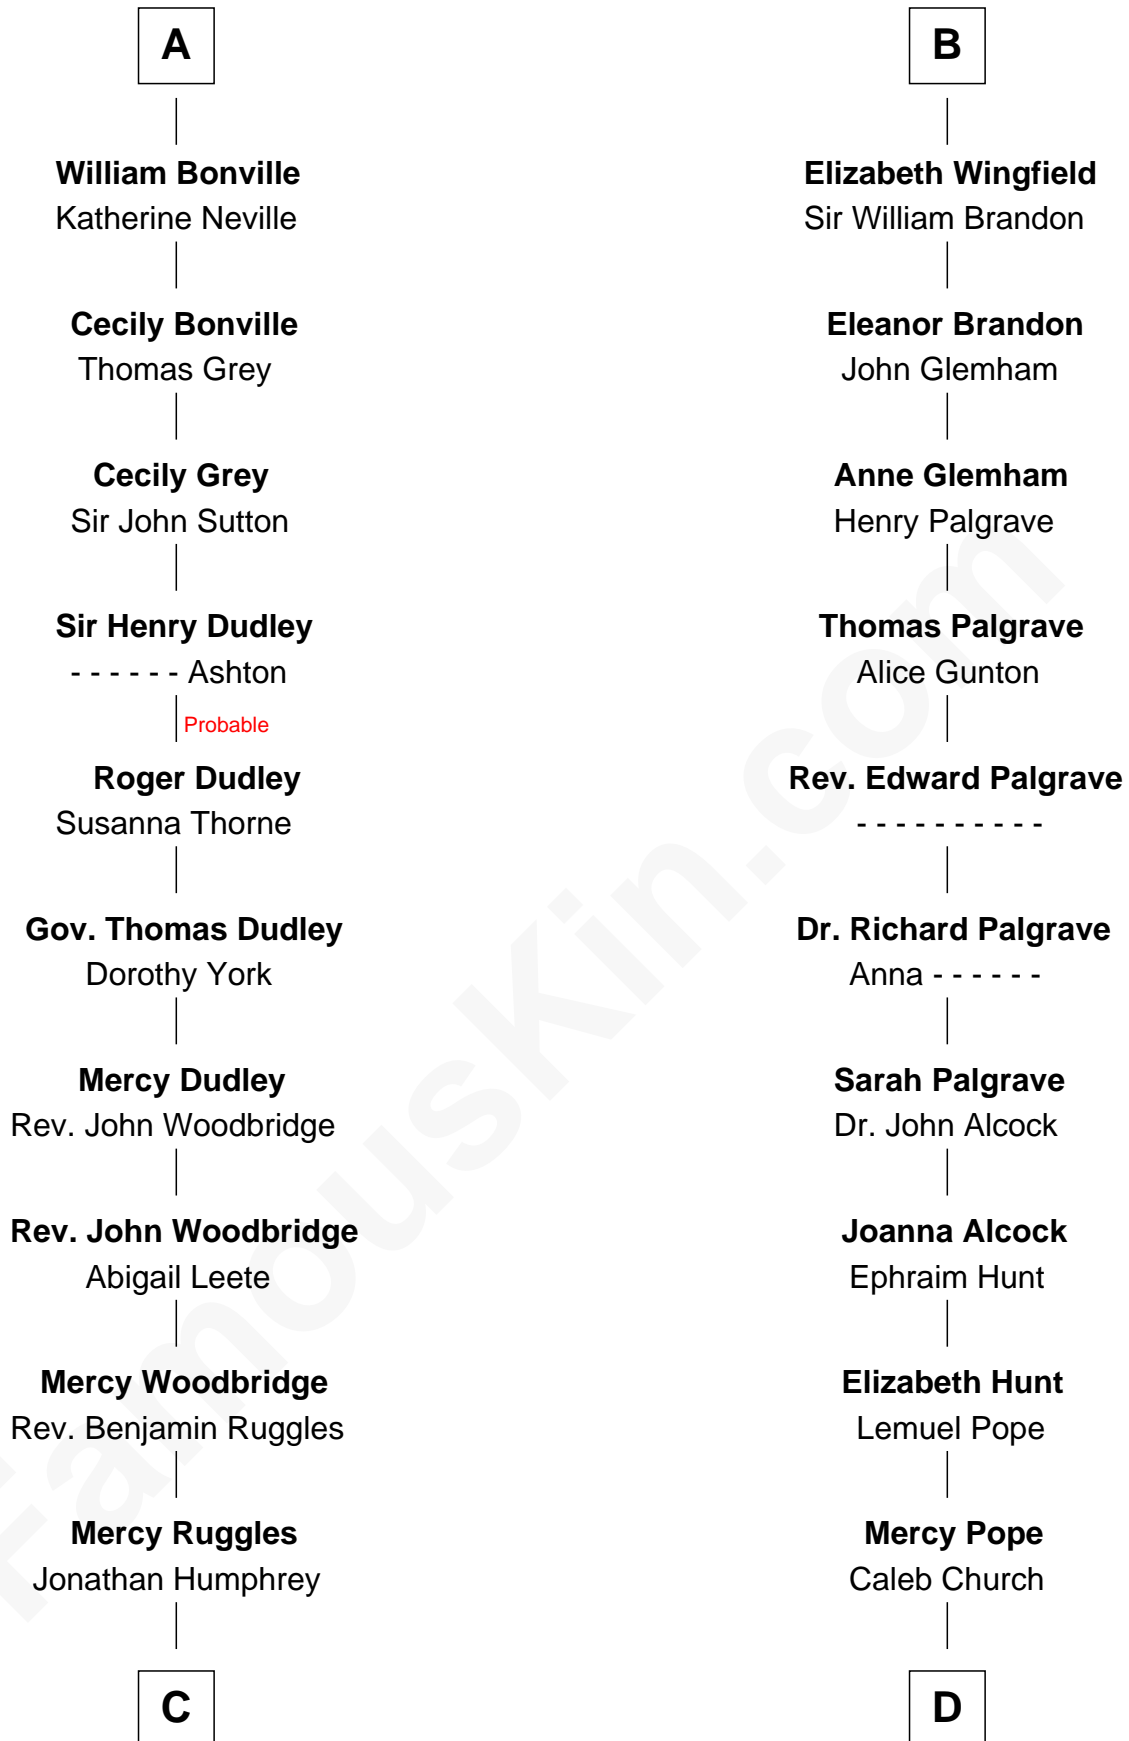 A
William Bonville
Katherine Neville
Cecily Bonville
Thomas Grey
Cecily Grey
Sir John Sutton
Sir Henry Dudley
- - - - - - Ashton
Probable
Roger Dudley
Susanna Thorne
Gov. Thomas Dudley
Dorothy York
Mercy Dudley
Rev. John Woodbridge
Rev. John Woodbridge
Abigail Leete
Mercy Woodbridge
Rev. Benjamin Ruggles
Mercy Ruggles
Jonathan Humphrey
C
B
Elizabeth Wingfield
Sir William Brandon
Eleanor Brandon
John Glemham
Anne Glemham
Henry Palgrave
Thomas Palgrave
Alice Gunton
Rev. Edward Palgrave
- - - - - - - - - -
Dr. Richard Palgrave
Anna - - - - - -
Sarah Palgrave
Dr. John Alcock
Joanna Alcock
Ephraim Hunt
Elizabeth Hunt
Lemuel Pope
Mercy Pope
Caleb Church
D
FamousKin.com